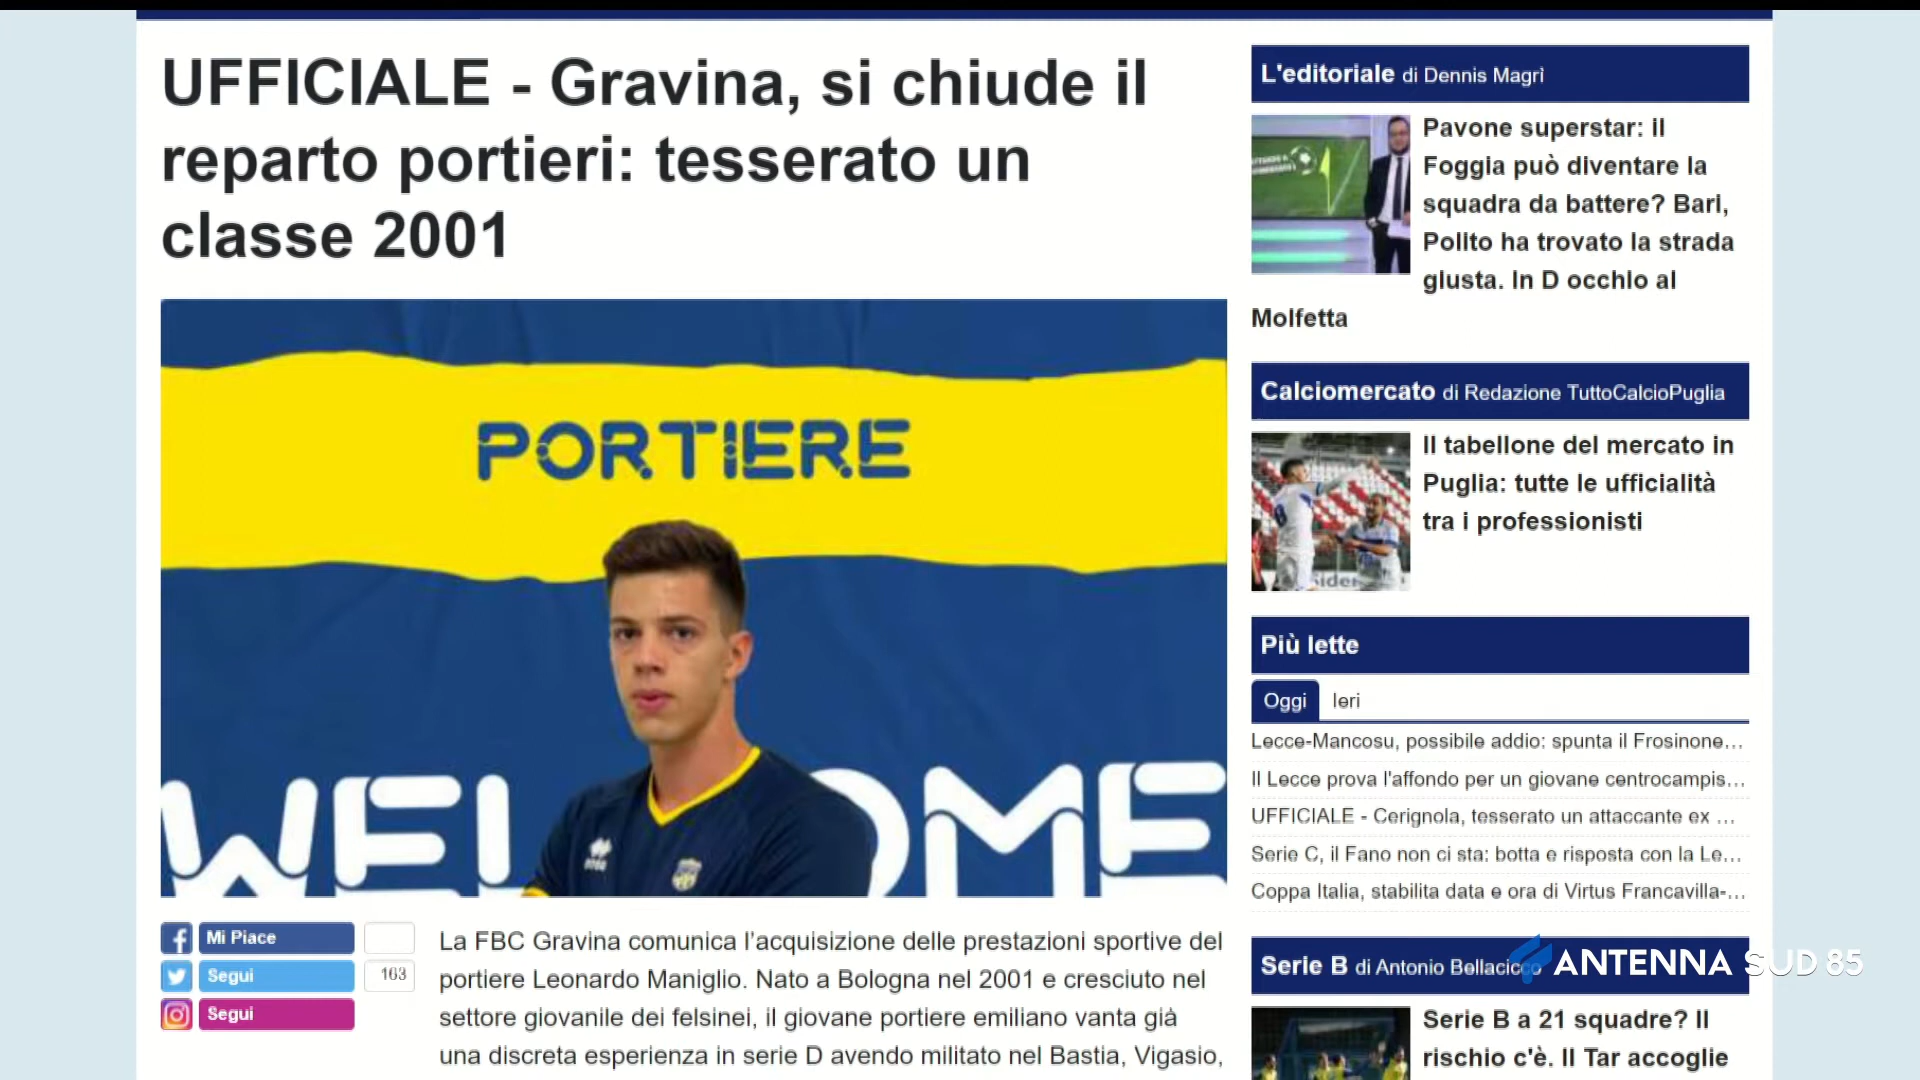 UFFICIALE - Gravina, si chiude il
reparto portieri: tesserato un
classe 2001
PORTIERE
WELCOME
Mi Piace
Segui
163
Segui
La FBC Gravina comunica l'acquisizione delle prestazioni sportive del
portiere Leonardo Maniglio. Nato a Bologna nel 2001 e cresciuto nel
settore giovanile dei felsinei, il giovane portiere emiliano vanta già
una discreta esperienza in serie D avendo militato nel Bastia, Vigasio,
L'editoriale di Dennis Magrì
Pavone superstar: il
Foggia può diventare la
squadra da battere? Bari,
Polito ha trovato la strada
giusta. In D occhio al
Molfetta
Calciomercato di Redazione TuttoCalcioPuglia
Il tabellone del mercato in
Puglia: tutte le ufficialità
tra i professionisti
Più lette
Oggi Ieri
Lecce-Mancosu, possibile addio: spunta il Frosinone...
Il Lecce prova l'affondo per un giovane centrocampis...
UFFICIALE - Cerignola, tesserato un attaccante ex ...
Serie C, il Fano non ci sta: botta e risposta con la Le...
Coppa Italia, stabilita data e ora di Virtus Francavilla-...
Serie B di Antonio Bellacicco
ANTENNA SUD 85
Serie B a 21 squadre? Il
rischio c'è. Il Tar accoglie